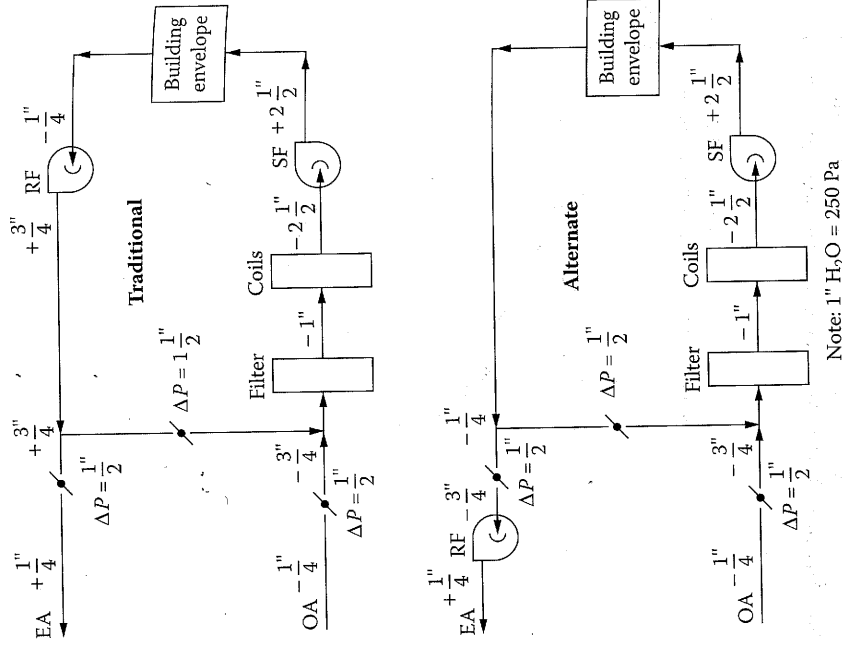 Building
envelope
− 1/4"
RF
+ 3/4"
Traditional
+ 2 1/2"
SF
− 2 1/2"
Coils
− 1"
Filter
ΔP = 1 1/2"
+ 3/4"
ΔP = 1/2"
+ 1/4"
EA
− 3/4"
ΔP = 1/2"
− 1/4"
OA
Building
envelope
Alternate
+ 2 1/2"
SF
− 2 1/2"
Coils
− 1"
Filter
ΔP = 1/2"
− 1/4"
ΔP = 1/2"
− 3/4"
RF
+ 1/4"
EA
− 3/4"
ΔP = 1/2"
− 1/4"
OA
Note: 1" H₂O = 250 Pa